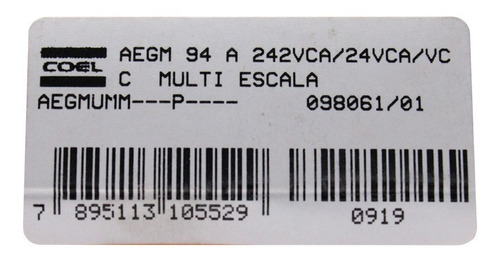 COEL
AEGM 94 A 242VCA/24VCA/VC
C MULTI ESCALA
AEGMUMM---P---- 098061/01
7 895113 105529 0919